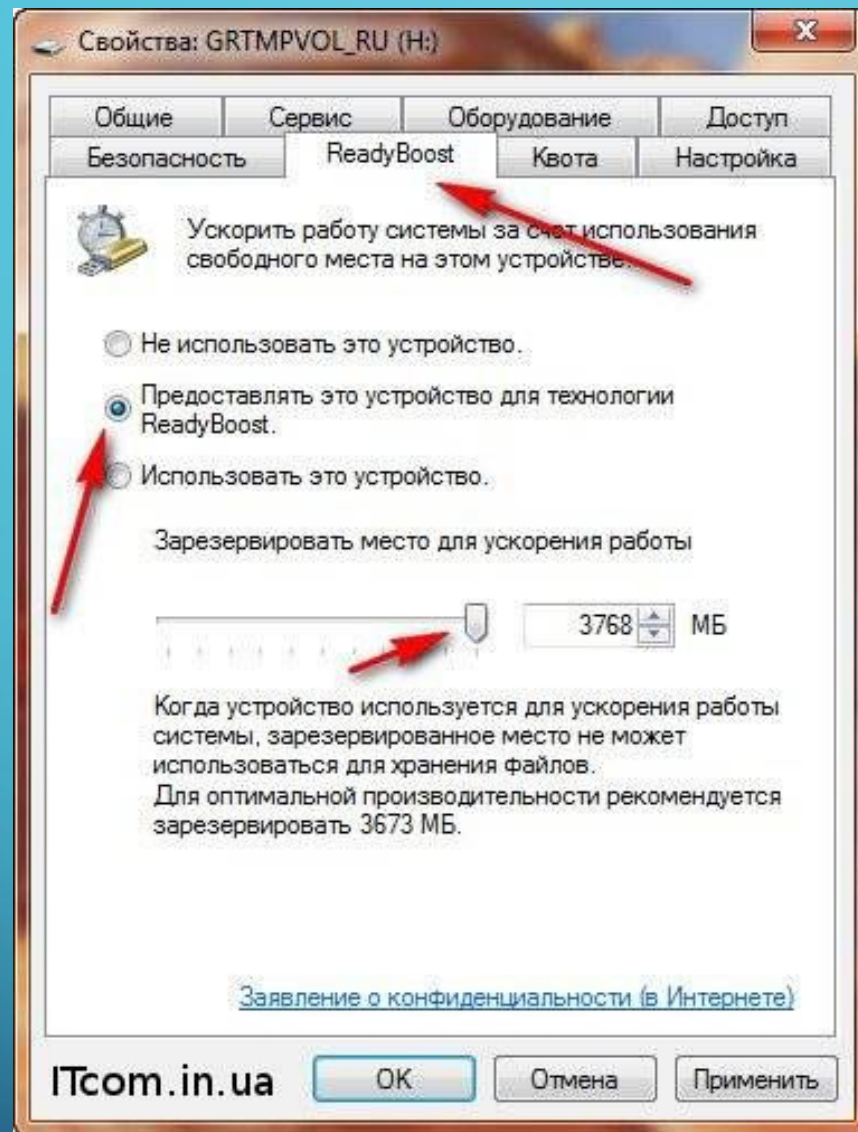 Свойства: GRTMPVOL_RU (H:)
Общие Сервис Оборудование Доступ
Безопасность ReadyBoost Квота Настройка
Ускорить работу системы за счет использования
свободного места на этом устройстве.
Не использовать это устройство.
Предоставлять это устройство для технологии
ReadyBoost.
Использовать это устройство.
Зарезервировать место для ускорения работы
3768 МБ
Когда устройство используется для ускорения работы
системы, зарезервированное место не может
использоваться для хранения файлов.
Для оптимальной производительности рекомендуется
зарезервировать 3673 МБ.
Заявление о конфиденциальности (в Интернете)
ITcom.in.ua OK Отмена Применить